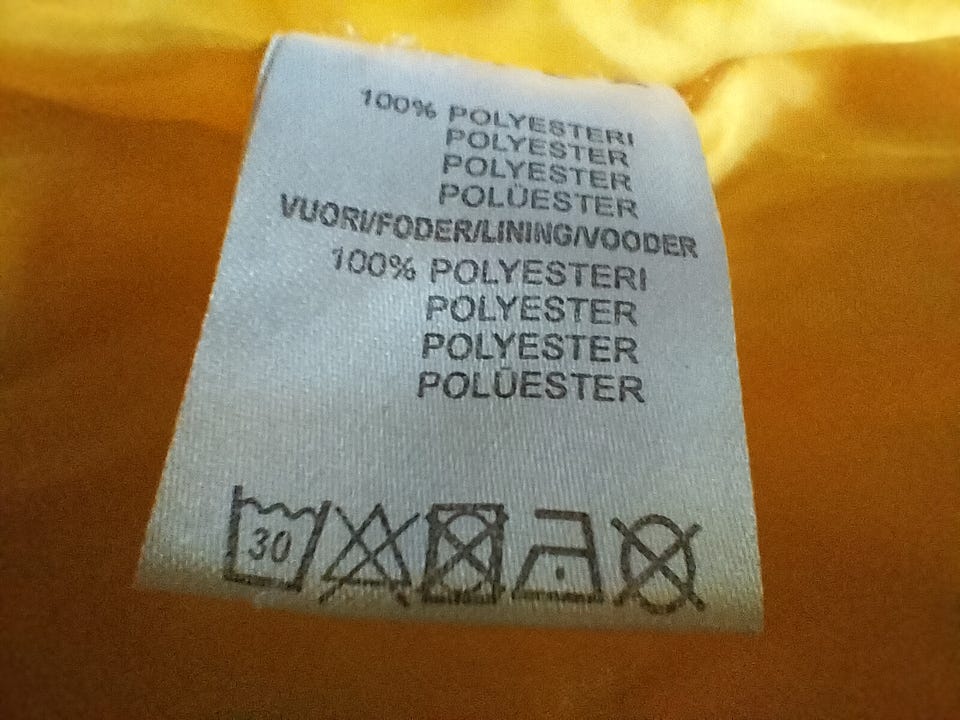 100% POLYESTERI
POLYESTER
POLYESTER
POLÜESTER
VUORI/FODER/LINING/VOODER
100% POLYESTERI
POLYESTER
POLYESTER
POLÜESTER
30